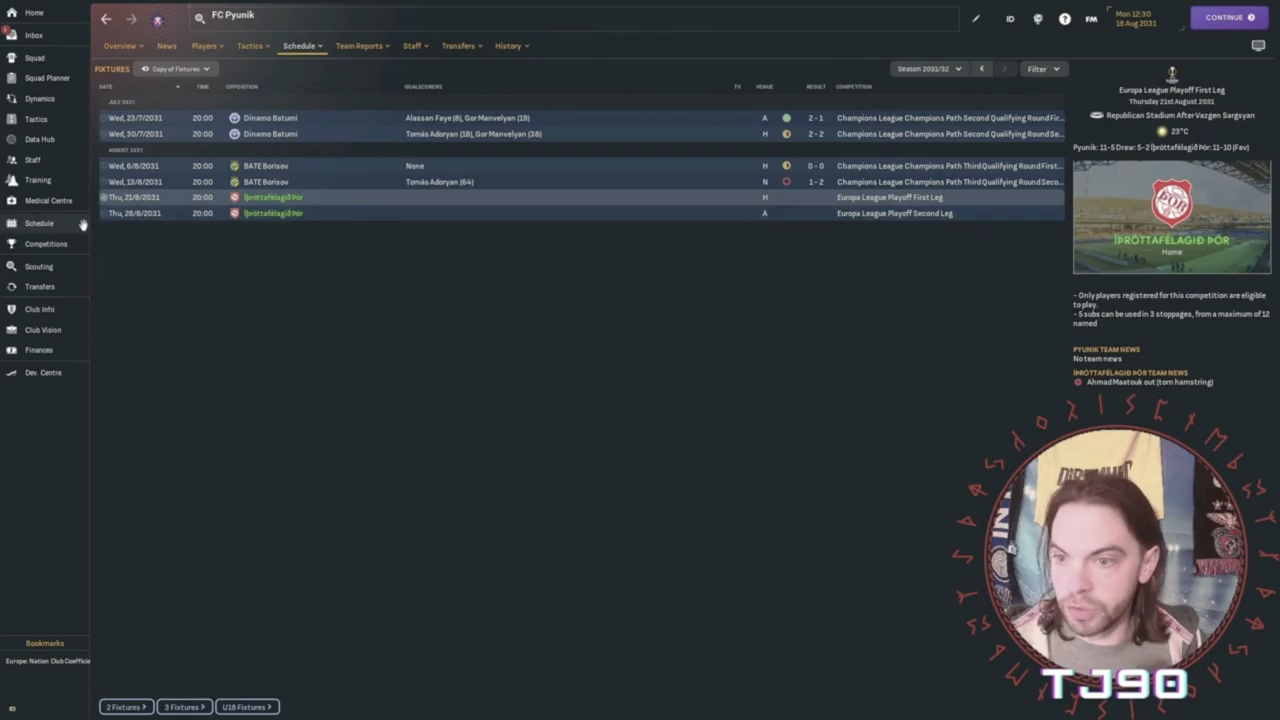 Home
Inbox
Squad
Squad Planner
Dynamics
Tactics
Data Hub
Staff
Training
Medical Centre
Schedule
Competitions
Scouting
Transfers
Club Info
Club Vision
Finances
Dev. Centre
Bookmarks
Europe: Nation Club Coefficie
FC Pyunik
ID
FM
Mon 12:30
18 Aug 2031
CONTINUE
Overview News Players Tactics Schedule Team Reports Staff Transfers History
FIXTURES Copy of Fixtures Season 2031/32 Filter
DATE TIME OPPOSITION GOALSCORERS TV VENUE RESULT COMPETITION
JULY 2031
Wed, 23/7/2031 20:00 Dinamo Batumi Alassan Faye (6), Gor Manvelyan (19) A 2 - 1 Champions League Champions Path Second Qualifying Round Fir...
Wed, 30/7/2031 20:00 Dinamo Batumi Tomás Adoryan (18), Gor Manvelyan (38) H 2 - 2 Champions League Champions Path Second Qualifying Round Se...
AUGUST 2031
Wed, 6/8/2031 20:00 BATE Borisov None H 0 - 0 Champions League Champions Path Third Qualifying Round First...
Wed, 13/8/2031 20:00 BATE Borisov Tomás Adoryan (64) N 1 - 2 Champions League Champions Path Third Qualifying Round Seco...
Thu, 21/8/2031 20:00 Íþróttafélagið Þór H Europa League Playoff First Leg
Thu, 28/8/2031 20:00 Íþróttafélagið Þór A Europa League Playoff Second Leg
2 Fixtures 3 Fixtures U18 Fixtures
Europa League Playoff First Leg
Thursday 21st August 2031
Republican Stadium After Vazgen Sargsyan
23°C
Pyunik: 11-5 Draw: 5-2 Íþróttafélagið Þór: 11-10 (Fav)
ÞÓR
ÍÞRÓTTAFÉLAGIÐ ÞÓR
Home
- Only players registered for this competition are eligible
to play.
- 5 subs can be used in 3 stoppages, from a maximum of 12
named
PYUNIK TEAM NEWS
No team news
ÍÞRÓTTAFÉLAGIÐ ÞÓR TEAM NEWS
Ahmad Maatouk out (torn hamstring)
TJ90